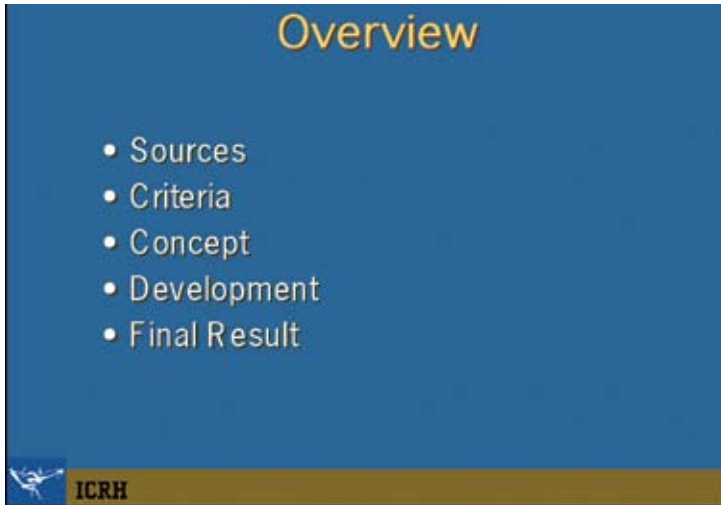 Overview
• Sources
• Criteria
• Concept
• Development
• Final Result
ICRH